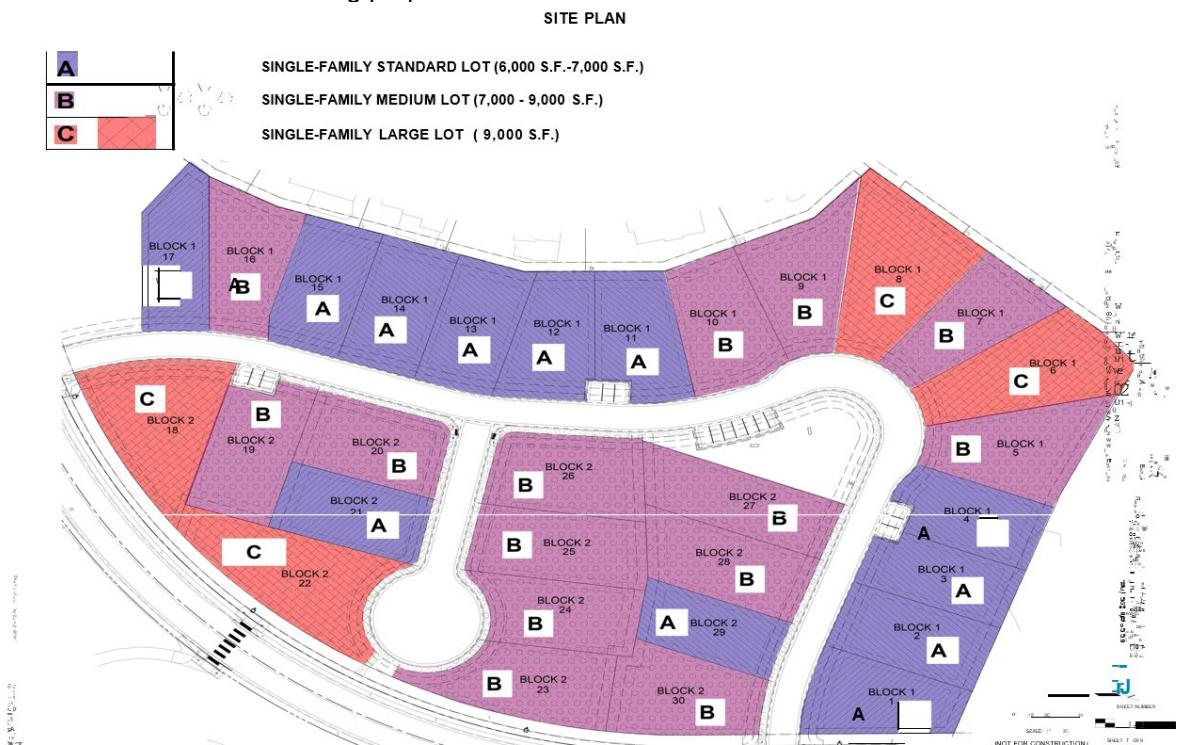 SITE PLAN
A
SINGLE-FAMILY STANDARD LOT (6,000 S.F.-7,000 S.F.)
B
SINGLE-FAMILY MEDIUM LOT (7,000 - 9,000 S.F.)
C
SINGLE-FAMILY LARGE LOT ( 9,000 S.F.)
BLOCK 1
17
BLOCK 1
16
A
B
BLOCK 1
15
A
BLOCK 1
14
A
BLOCK 1
13
A
BLOCK 1
12
A
BLOCK 1
11
A
BLOCK 1
10
B
BLOCK 1
9
B
BLOCK 1
8
C
BLOCK 1
7
B
BLOCK 1
6
C
BLOCK 1
5
B
BLOCK 1
4
A
BLOCK 1
3
A
BLOCK 1
2
A
BLOCK 1
1
A
C
BLOCK 2
18
B
BLOCK 2
19
BLOCK 2
20
B
BLOCK 2
21
A
C
BLOCK 2
22
BLOCK 2
26
B
BLOCK 2
25
B
BLOCK 2
24
B
BLOCK 2
23
B
BLOCK 2
27
B
BLOCK 2
28
B
BLOCK 2
29
A
BLOCK 2
30
B
SHEET NUMBER
NOT FOR CONSTRUCTION